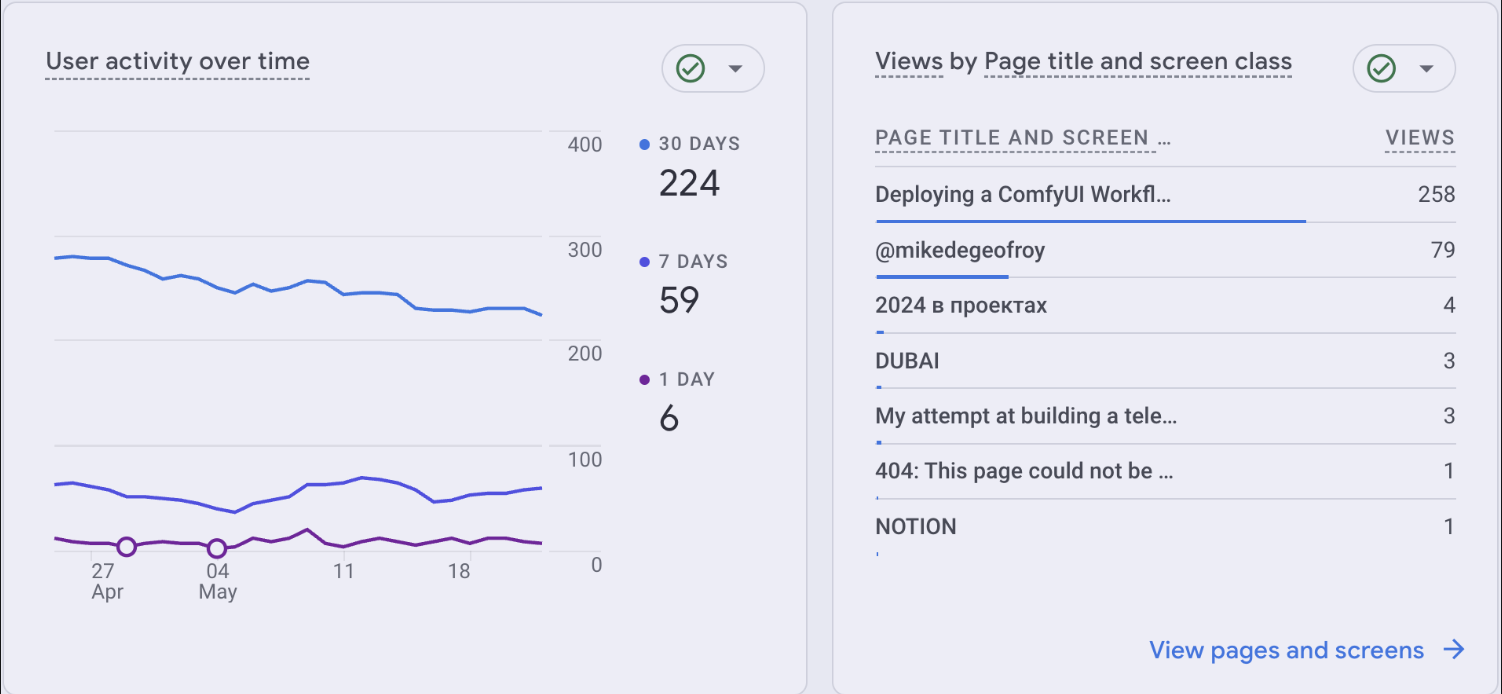 User activity over time
400
300
200
100
0
27
Apr
04
May
11
18
30 DAYS
224
7 DAYS
59
1 DAY
6
Views by Page title and screen class
PAGE TITLE AND SCREEN … VIEWS
Deploying a ComfyUI Workfl… 258
@mikedegeofroy 79
2024 в проектах 4
DUBAI 3
My attempt at building a tele… 3
404: This page could not be … 1
NOTION 1
View pages and screens